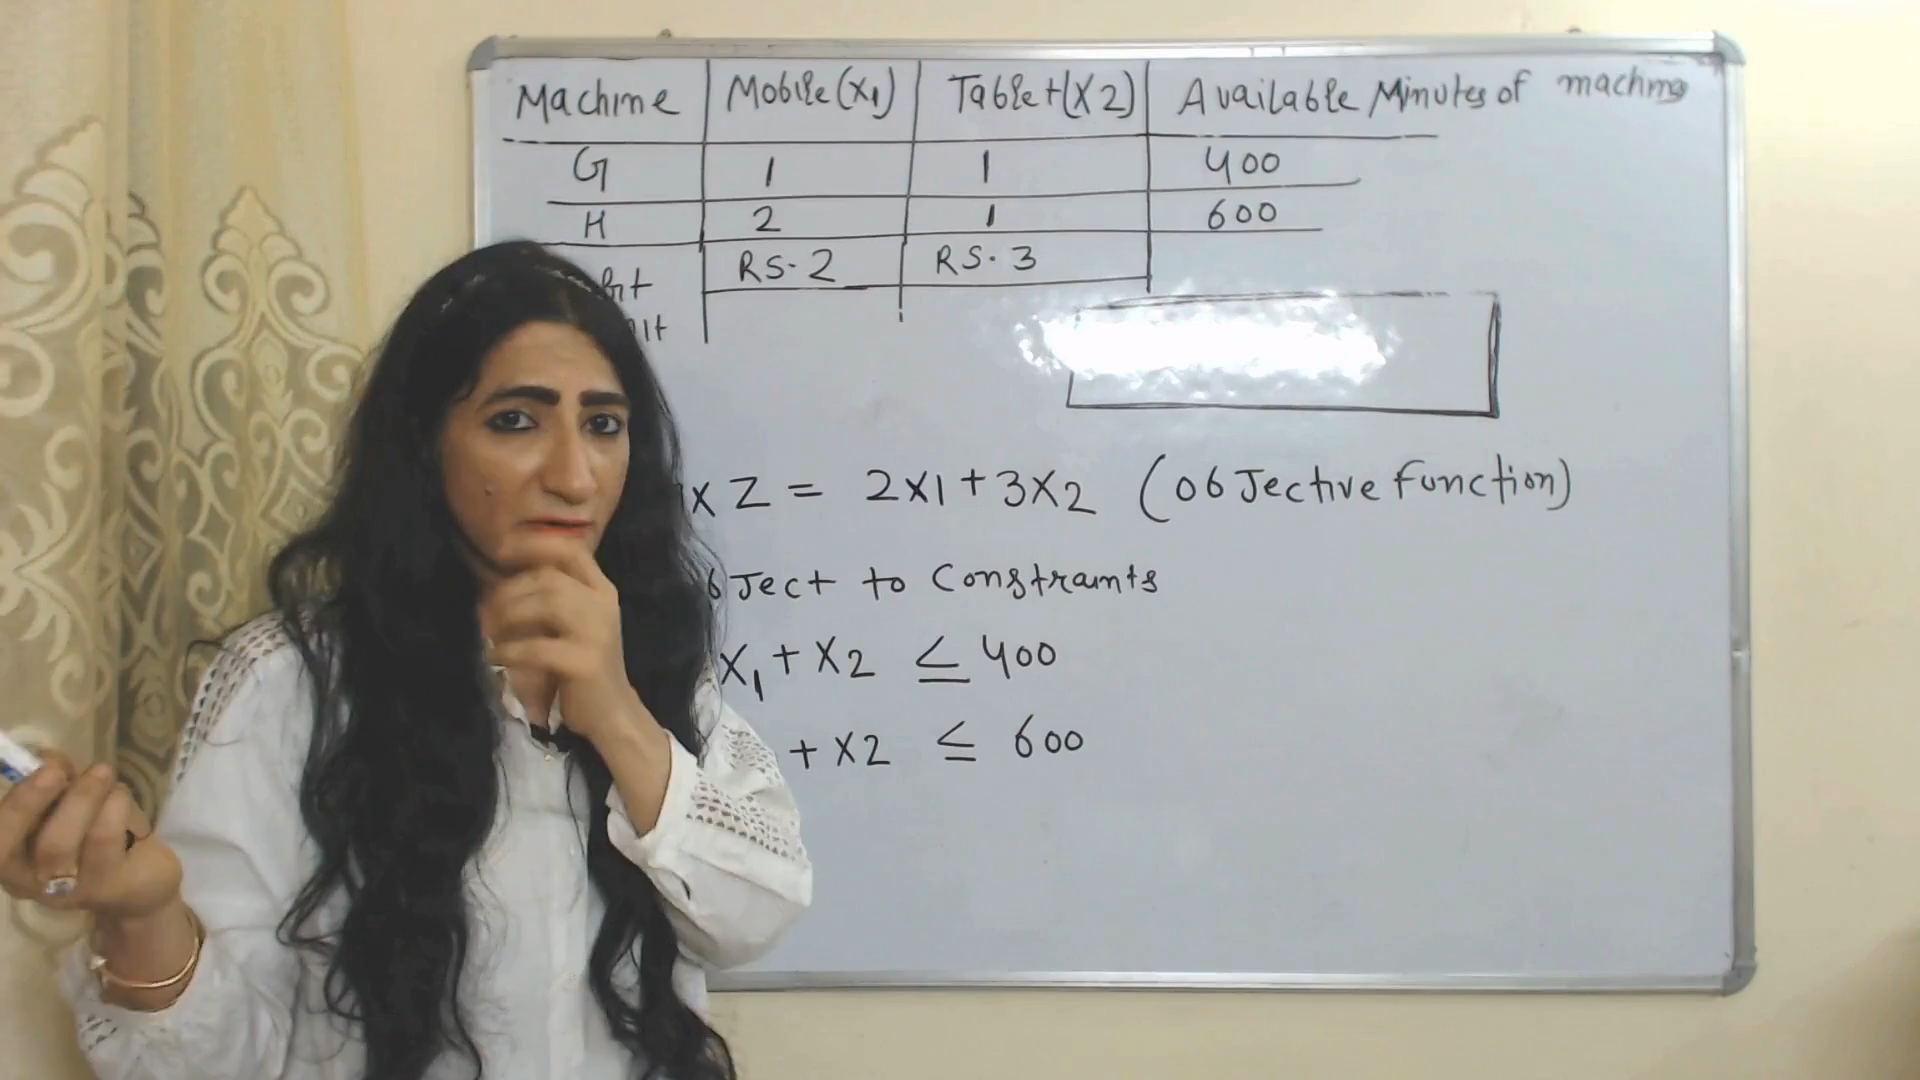 Machine Mobile(X1) Tablet(X2) Available Minutes of machine
G 1 1 400
H 2 1 600
RS. 2 RS. 3
x Z = 2x1 + 3x2 (Objective Function)
Ject to Constraints
X1 + X2 ≤ 400
+ X2 ≤ 600